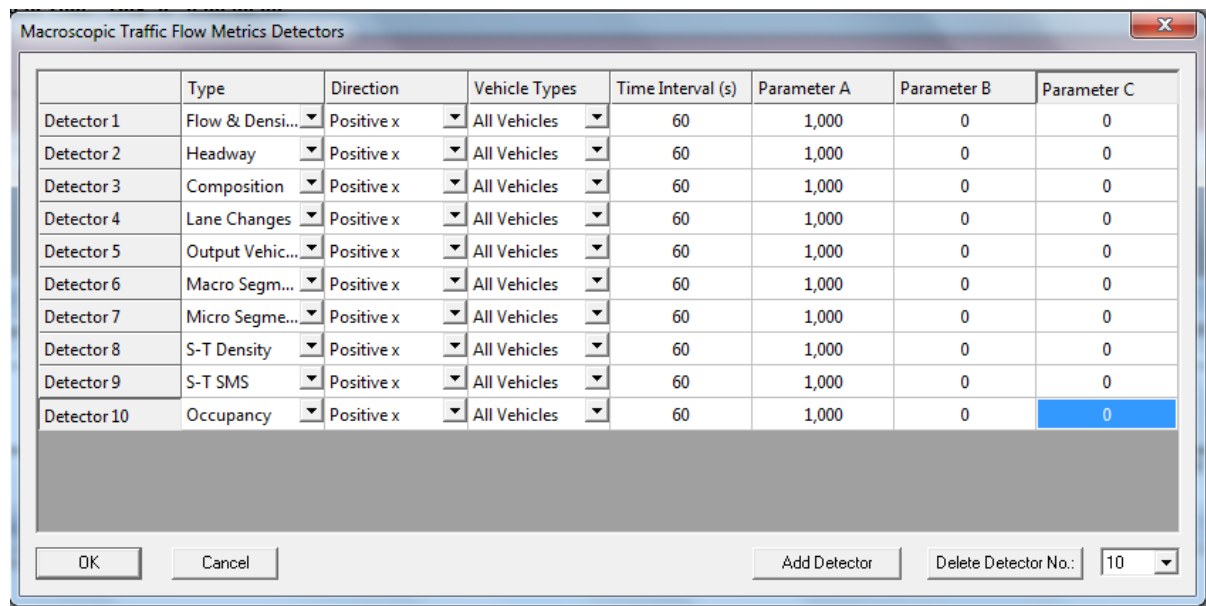 Macroscopic Traffic Flow Metrics Detectors
Type Direction Vehicle Types Time Interval (s) Parameter A Parameter B Parameter C
Detector 1 Flow & Densi... Positive x All Vehicles 60 1,000 0 0
Detector 2 Headway Positive x All Vehicles 60 1,000 0 0
Detector 3 Composition Positive x All Vehicles 60 1,000 0 0
Detector 4 Lane Changes Positive x All Vehicles 60 1,000 0 0
Detector 5 Output Vehic... Positive x All Vehicles 60 1,000 0 0
Detector 6 Macro Segm... Positive x All Vehicles 60 1,000 0 0
Detector 7 Micro Segme... Positive x All Vehicles 60 1,000 0 0
Detector 8 S-T Density Positive x All Vehicles 60 1,000 0 0
Detector 9 S-T SMS Positive x All Vehicles 60 1,000 0 0
Detector 10 Occupancy Positive x All Vehicles 60 1,000 0 0
OK Cancel Add Detector Delete Detector No.: 10